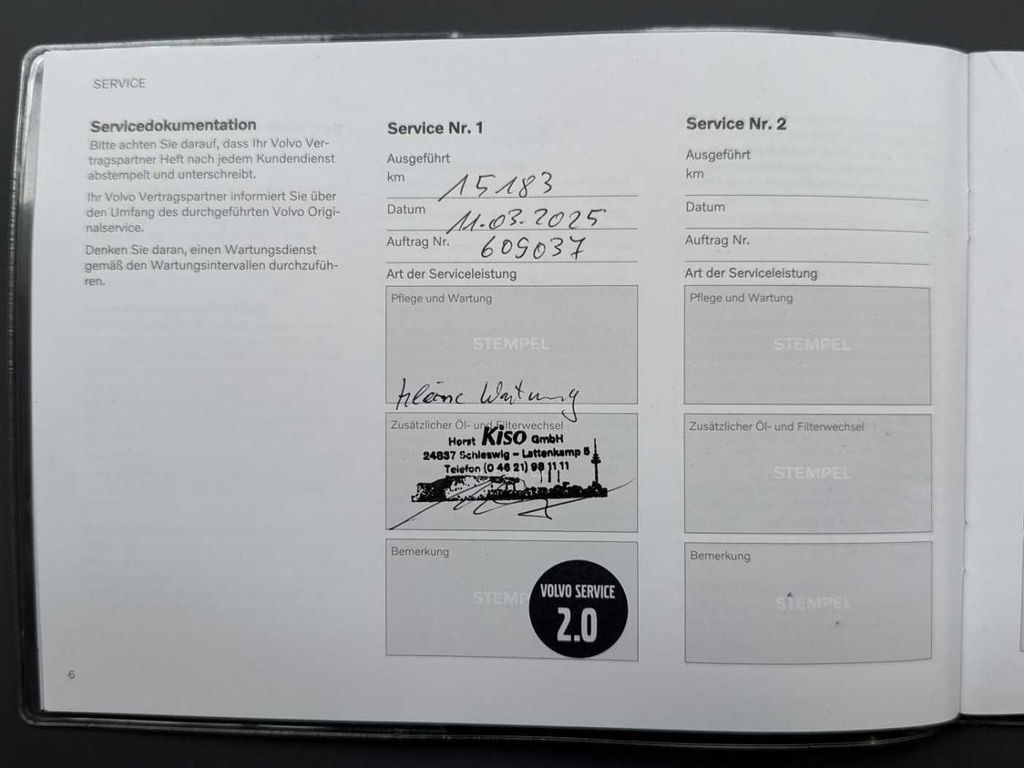 SERVICE
Servicedokumentation
Bitte achten Sie darauf, dass Ihr Volvo Ver-
tragspartner Heft nach jedem Kundendienst
abstempelt und unterschreibt.
Ihr Volvo Vertragspartner informiert Sie über
den Umfang des durchgeführten Volvo Origi-
nalservice.
Denken Sie daran, einen Wartungsdienst
gemäß den Wartungsintervallen durchzufüh-
ren.
6
Service Nr. 1
Ausgeführt
km 15183
Datum 11.03.2025
Auftrag Nr. 609037
Art der Serviceleistung
Pflege und Wartung
STEMPEL
kleine Wartung
Zusätzlicher Öl- und Filterwechsel
Horst Kiso GmbH
24837 Schleswig – Lattenkamp 5
Telefon (0 46 21) 98 11 11
Bemerkung
STEMP
VOLVO SERVICE
2.0
Service Nr. 2
Ausgeführt
km
Datum
Auftrag Nr.
Art der Serviceleistung
Pflege und Wartung
STEMPEL
Zusätzlicher Öl- und Filterwechsel
STEMPEL
Bemerkung
STEMPEL